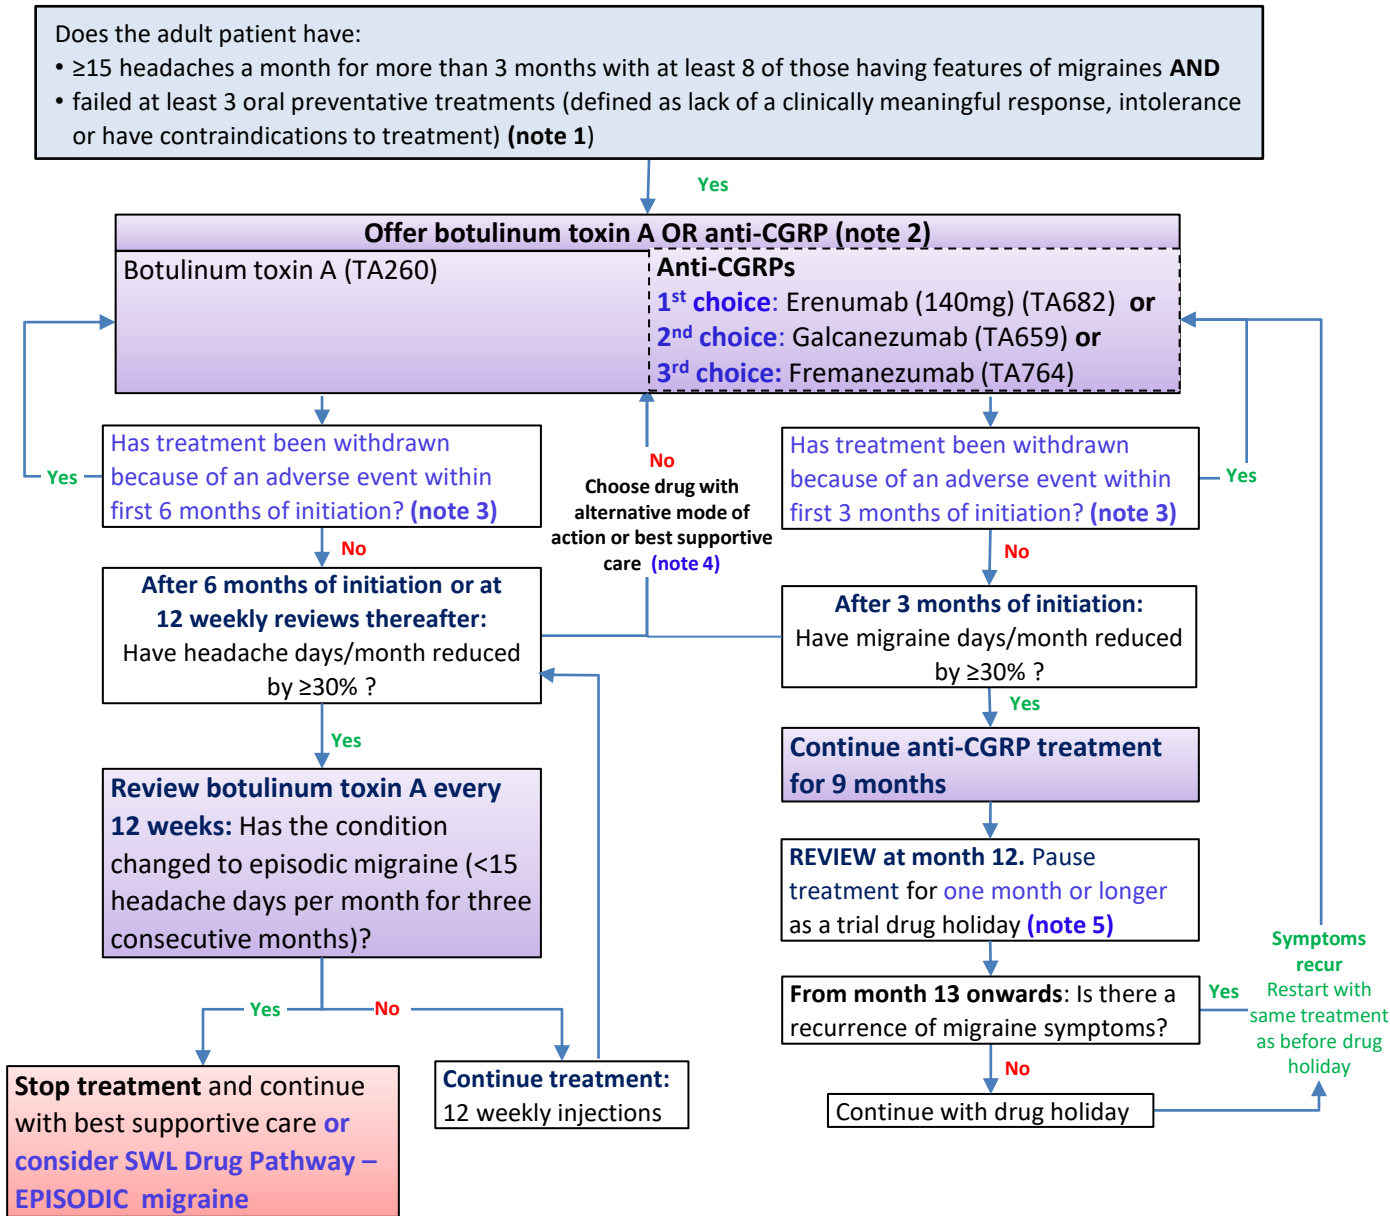 Does the adult patient have:
• ≥15 headaches a month for more than 3 months with at least 8 of those having features of migraines AND
• failed at least 3 oral preventative treatments (defined as lack of a clinically meaningful response, intolerance
or have contraindications to treatment) (note 1)
Yes
Offer botulinum toxin A OR anti-CGRP (note 2)
Botulinum toxin A (TA260)
Anti-CGRPs
1st choice: Erenumab (140mg) (TA682) or
2nd choice: Galcanezumab (TA659) or
3rd choice: Fremanezumab (TA764)
Has treatment been withdrawn
because of an adverse event within
first 6 months of initiation? (note 3)
Yes
No
No
Choose drug with
alternative mode of
action or best supportive
care (note 4)
Has treatment been withdrawn
because of an adverse event within
first 3 months of initiation? (note 3)
Yes
No
After 6 months of initiation or at
12 weekly reviews thereafter:
Have headache days/month reduced
by ≥30% ?
Yes
After 3 months of initiation:
Have migraine days/month reduced
by ≥30% ?
Yes
Review botulinum toxin A every
12 weeks: Has the condition
changed to episodic migraine (<15
headache days per month for three
consecutive months)?
Yes
No
Continue anti-CGRP treatment
for 9 months
REVIEW at month 12. Pause
treatment for one month or longer
as a trial drug holiday (note 5)
From month 13 onwards: Is there a
recurrence of migraine symptoms?
Yes
No
Symptoms
recur
Restart with
same treatment
as before drug
holiday
Continue with drug holiday
Stop treatment and continue
with best supportive care or
consider SWL Drug Pathway –
EPISODIC migraine
Continue treatment:
12 weekly injections